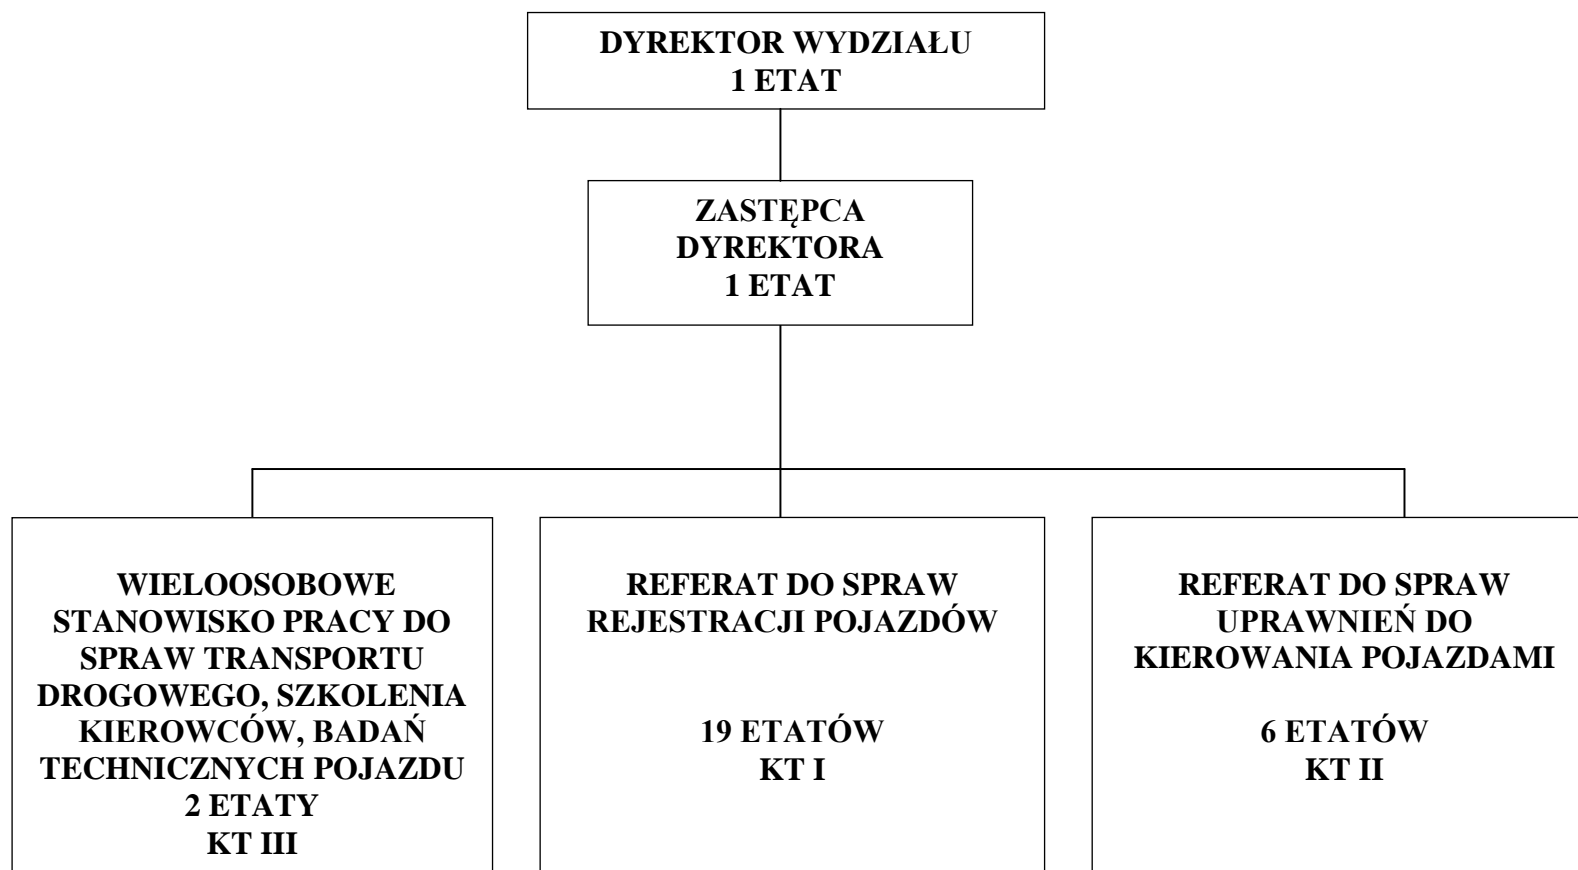 DYREKTOR WYDZIAŁU
1 ETAT
ZASTĘPCA
DYREKTORA
1 ETAT
WIELOOSOBOWE
STANOWISKO PRACY DO
SPRAW TRANSPORTU
DROGOWEGO, SZKOLENIA
KIEROWCÓW, BADAŃ
TECHNICZNYCH POJAZDU
2 ETATY
KT III
REFERAT DO SPRAW
REJESTRACJI POJAZDÓW
19 ETATÓW
KT I
REFERAT DO SPRAW
UPRAWNIEŃ DO
KIEROWANIA POJAZDAMI
6 ETATÓW
KT II